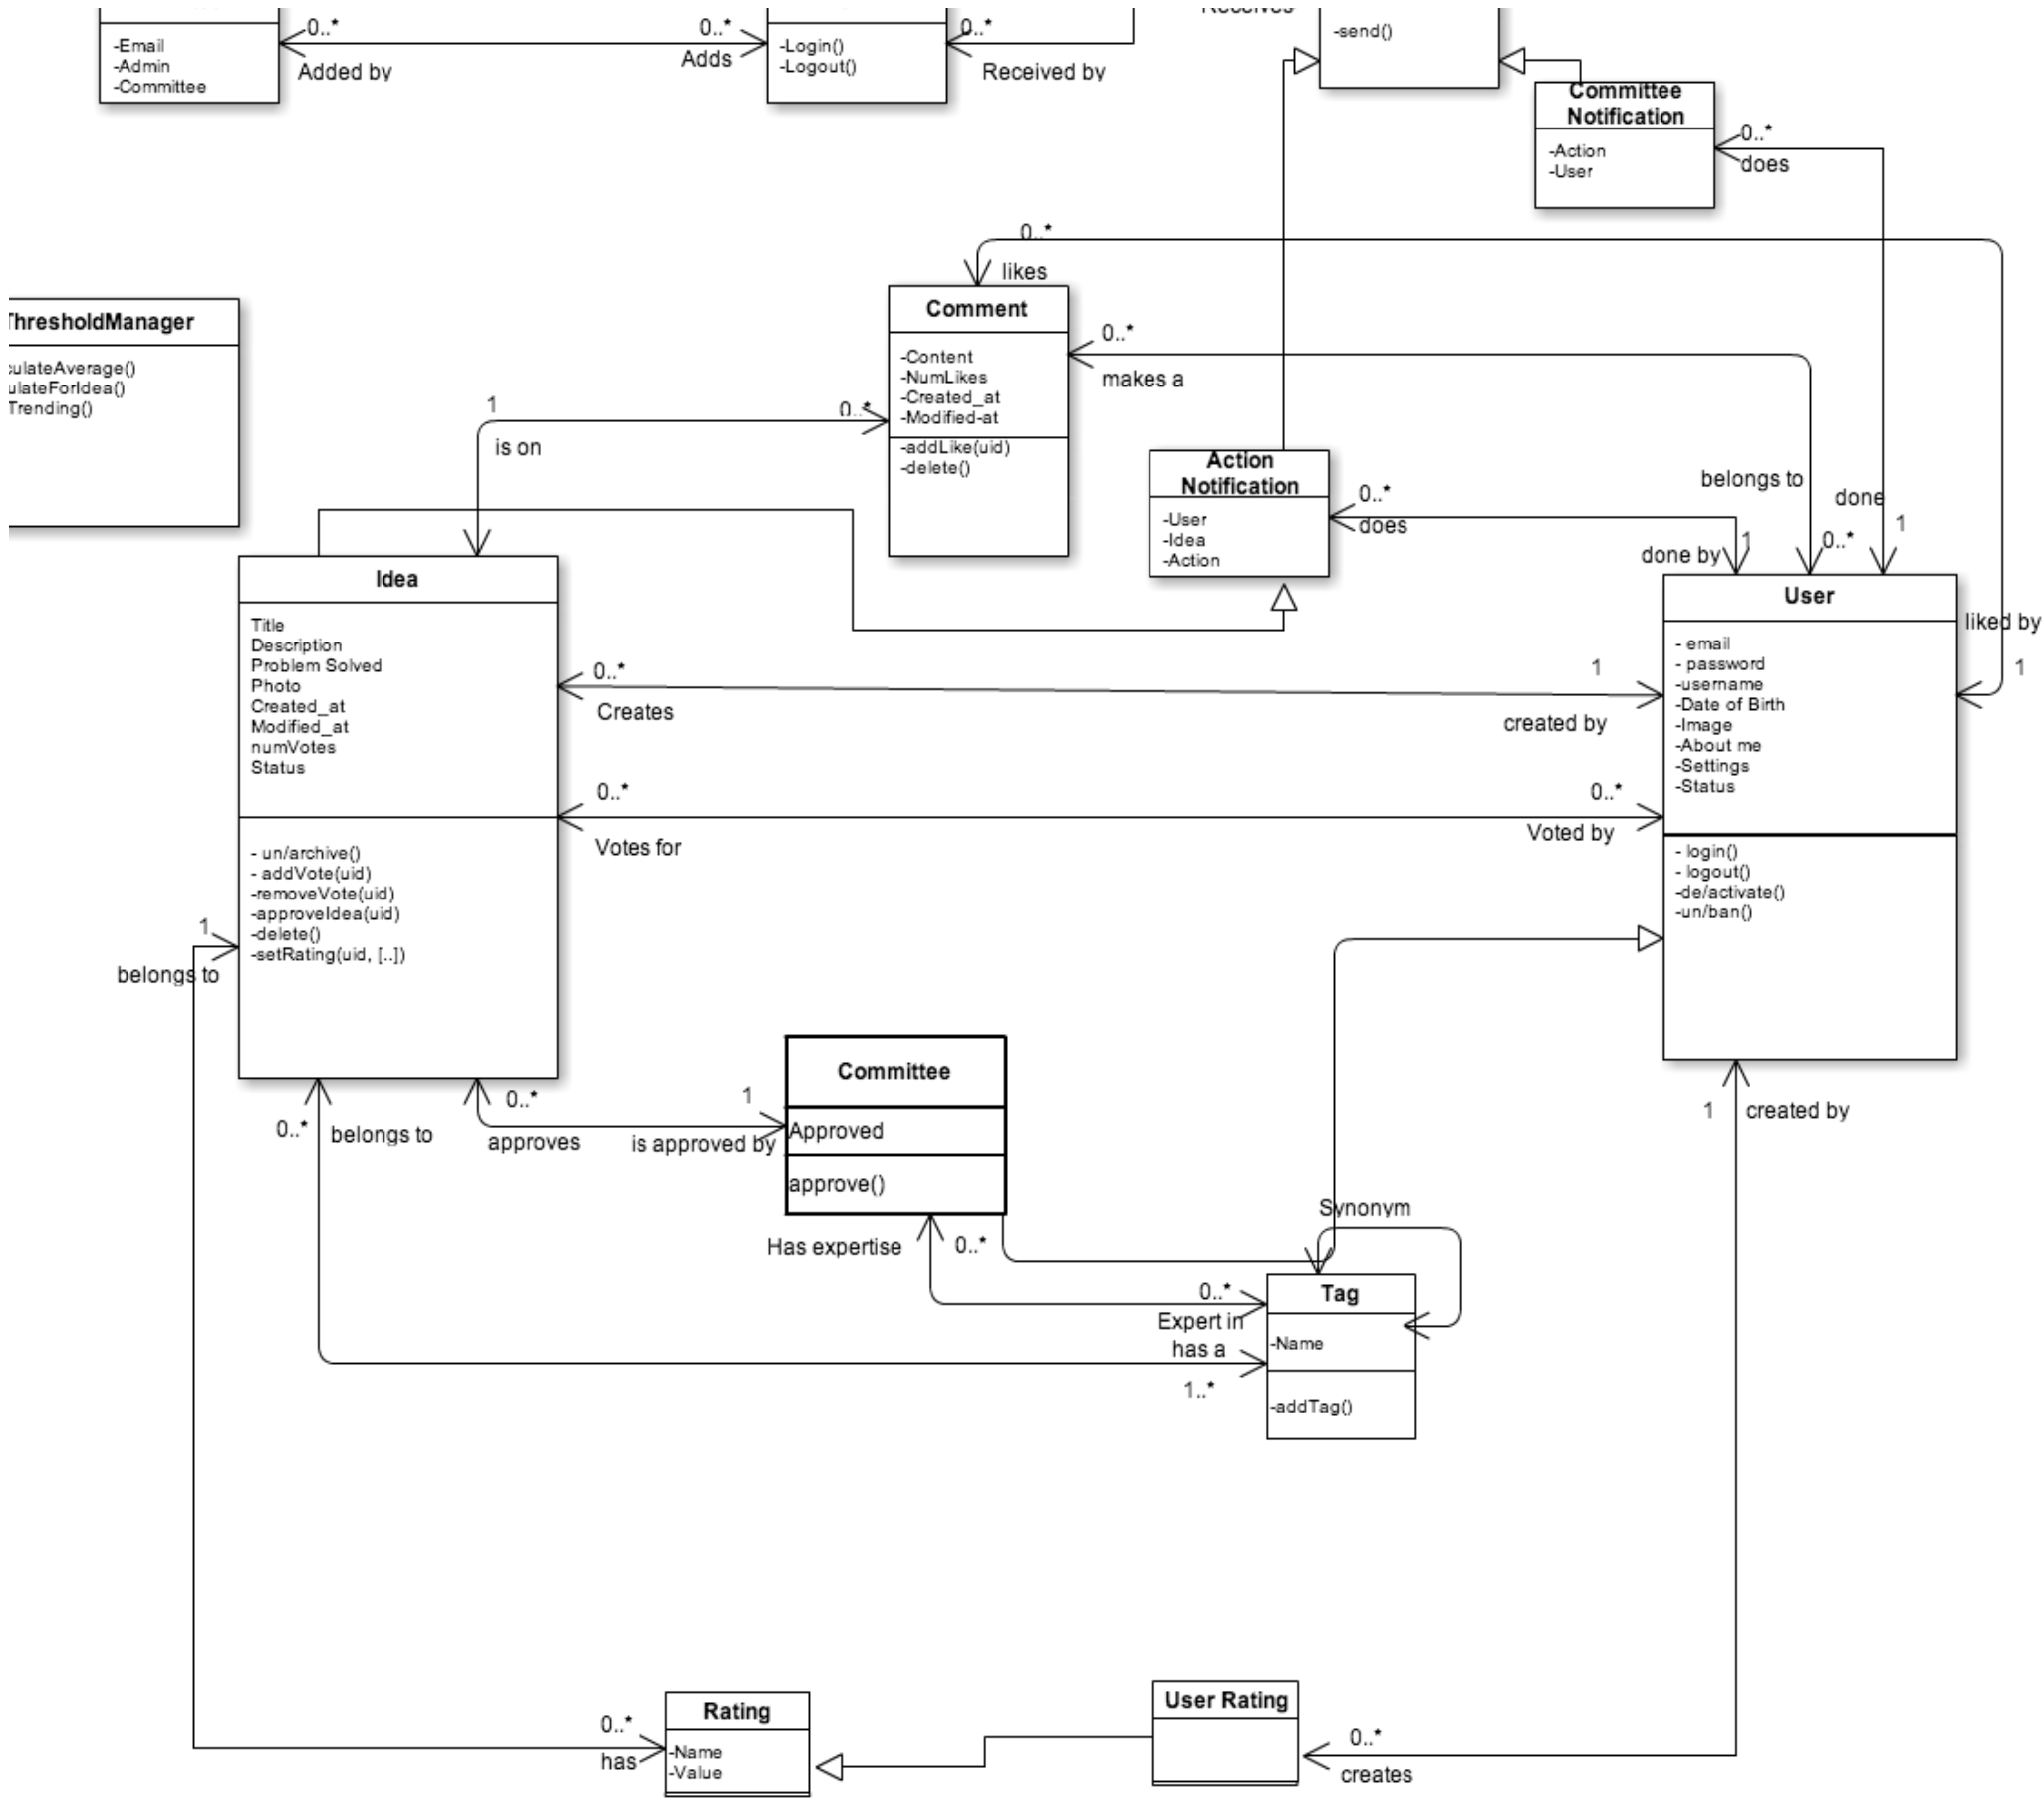 -Email
-Admin
-Committee
0..*
Added by
0..*
Adds
-Login()
-Logout()
0..*
Received by
Receives
-send()
Committee
Notification
-Action
-User
0..*
does
0..*
likes
ThresholdManager
culateAverage()
ulateForIdea()
Trending()
Comment
-Content
-NumLikes
-Created_at
-Modified-at
-addLike(uid)
-delete()
0..*
makes a
1
is on
0..*
Action
Notification
-User
-Idea
-Action
0..*
does
belongs to
done
1
done by
1
0..*
Idea
Title
Description
Problem Solved
Photo
Created_at
Modified_at
numVotes
Status
- un/archive()
- addVote(uid)
-removeVote(uid)
-approveIdea(uid)
-delete()
-setRating(uid, [..])
User
- email
- password
-username
-Date of Birth
-Image
-About me
-Settings
-Status
- login()
- logout()
-de/activate()
-un/ban()
liked by
1
0..*
Creates
1
created by
0..*
Votes for
0..*
Voted by
1
belongs to
Committee
Approved
approve()
0..*
belongs to
0..*
approves
1
is approved by
1
created by
Has expertise
0..*
Synonym
Tag
-Name
-addTag()
0..*
Expert in
has a
1..*
Rating
-Name
-Value
0..*
has
User Rating
0..*
creates